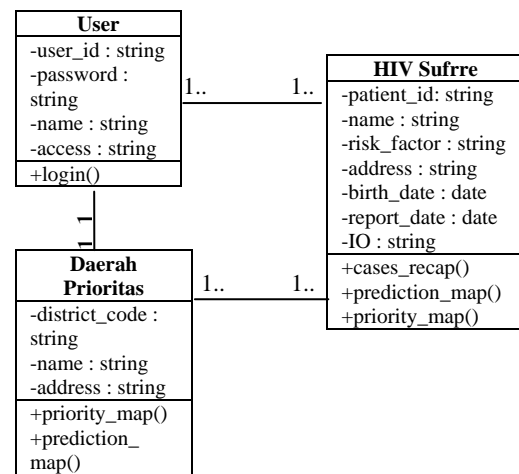 User
-user_id : string
-password :
string
-name : string
-access : string
+login()
1..
1..
HIV Sufrre
-patient_id: string
-name : string
-risk_factor : string
-address : string
-birth_date : date
-report_date : date
-IO : string
+cases_recap()
+prediction_map()
+priority_map()
1
1
Daerah
Prioritas
-district_code :
string
-name : string
-address : string
+priority_map()
+prediction_
map()
1..
1..